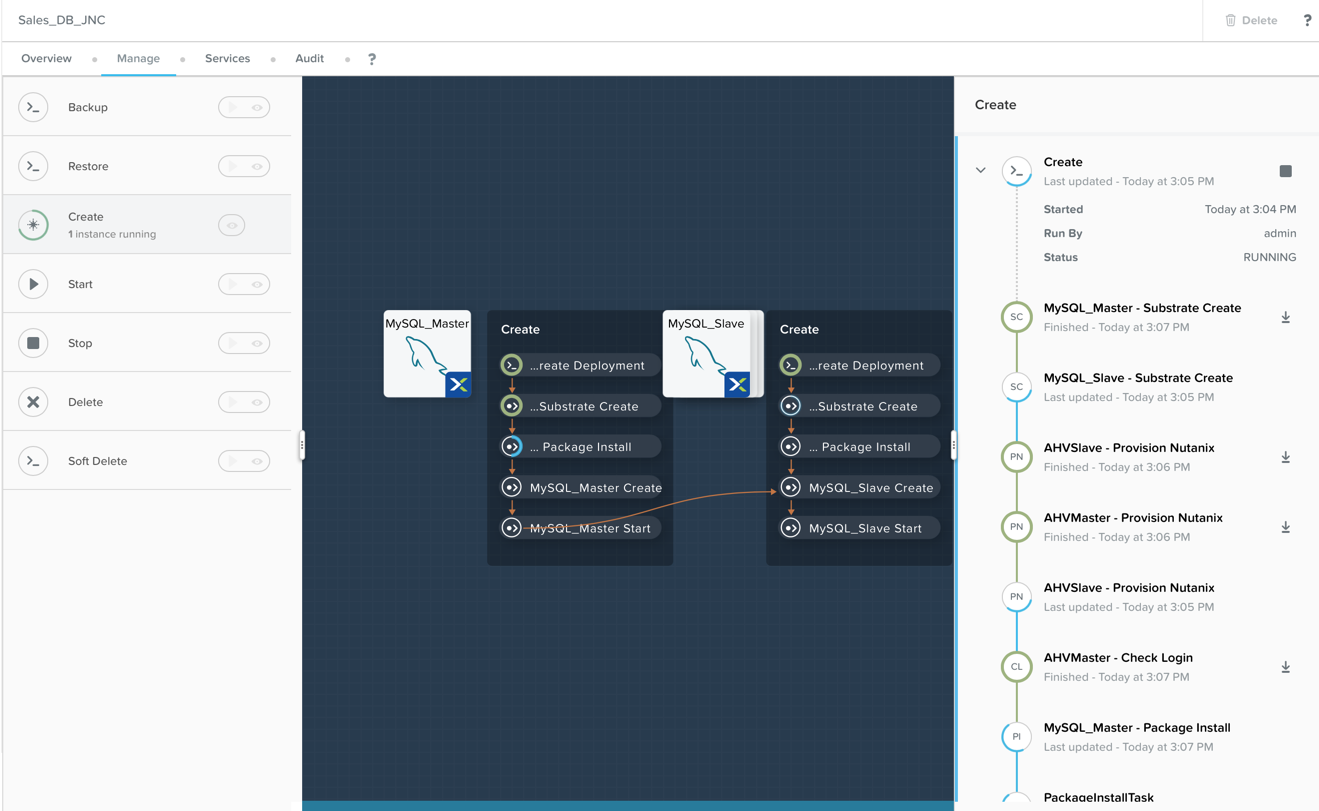 Sales_DB_JNC
Delete
?
Overview
Manage
Services
Audit
?
Backup
Restore
Create
1 instance running
Start
Stop
Delete
Soft Delete
MySQL_Master
Create
...reate Deployment
...Substrate Create
... Package Install
MySQL_Master Create
MySQL_Master Start
MySQL_Slave
Create
...reate Deployment
...Substrate Create
... Package Install
MySQL_Slave Create
MySQL_Slave Start
Create
Create
Last updated - Today at 3:05 PM
Started Today at 3:04 PM
Run By admin
Status RUNNING
SC MySQL_Master - Substrate Create
Finished - Today at 3:07 PM
SC MySQL_Slave - Substrate Create
Last updated - Today at 3:05 PM
PN AHVSlave - Provision Nutanix
Finished - Today at 3:06 PM
PN AHVMaster - Provision Nutanix
Finished - Today at 3:06 PM
PN AHVSlave - Provision Nutanix
Last updated - Today at 3:05 PM
CL AHVMaster - Check Login
Finished - Today at 3:07 PM
PI MySQL_Master - Package Install
Last updated - Today at 3:07 PM
PackageInstallTask